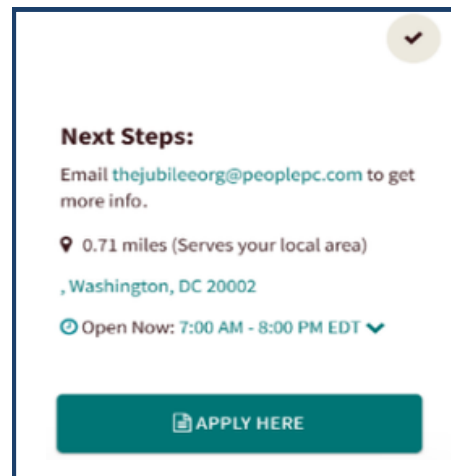 Next Steps:
Email thejubileeorg@peoplepc.com to get
more info.
0.71 miles (Serves your local area)
, Washington, DC 20002
Open Now: 7:00 AM - 8:00 PM EDT
APPLY HERE